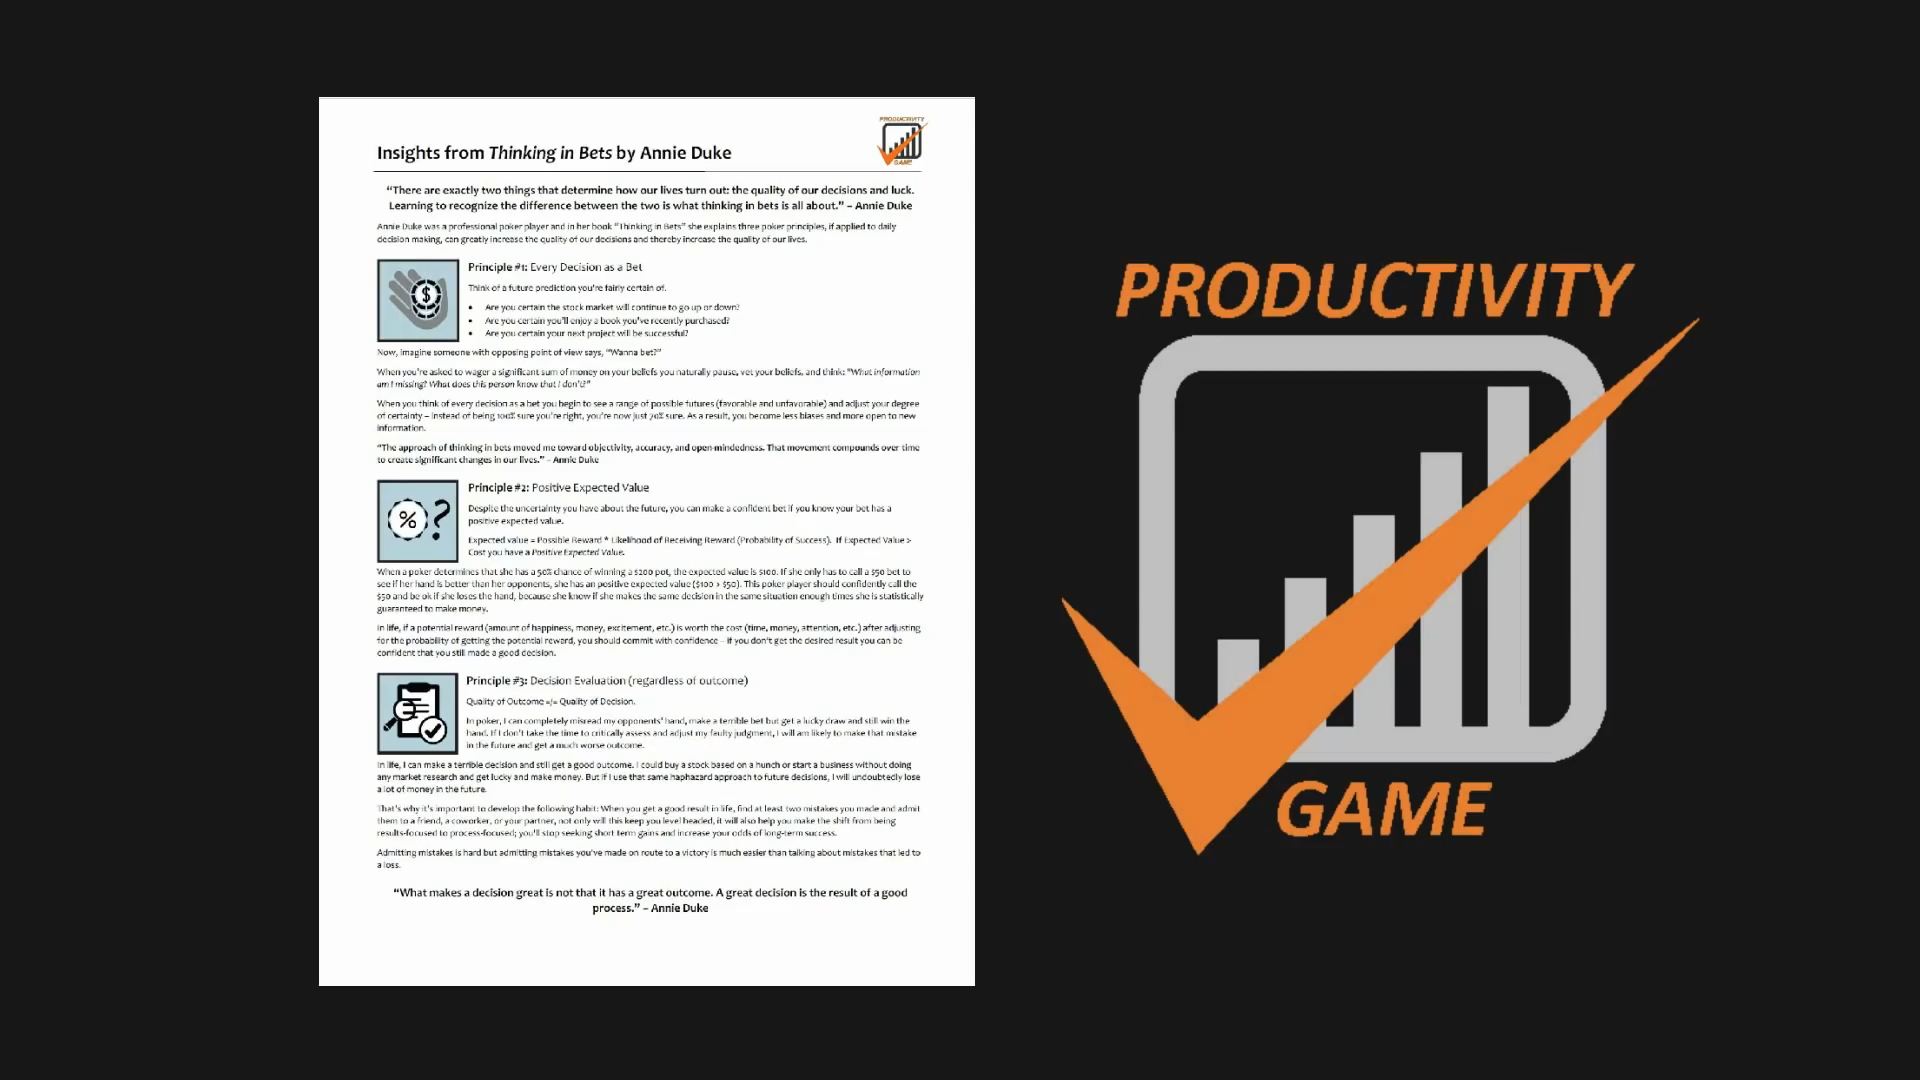 PRODUCTIVITY
GAME
Insights from Thinking in Bets by Annie Duke
“There are exactly two things that determine how our lives turn out: the quality of our decisions and luck.
Learning to recognize the difference between the two is what thinking in bets is all about.” – Annie Duke
Annie Duke was a professional poker player and in her book “Thinking in Bets” she explains three poker principles, if applied to daily
decision making, can greatly increase the quality of our decisions and thereby increase the quality of our lives.
$
Principle #1: Every Decision as a Bet
Think of a future prediction you're fairly certain of.
• Are you certain the stock market will continue to go up or down?
• Are you certain you'll enjoy a book you've recently purchased?
• Are you certain your next project will be successful?
Now, imagine someone with opposing point of view says, “Wanna bet?”
When you're asked to wager a significant sum of money on your beliefs you naturally pause, vet your beliefs, and think: “What information
am I missing? What does this person know that I don't?”
When you think of every decision as a bet you begin to see a range of possible futures (favorable and unfavorable) and adjust your degree
of certainty – instead of being 100% sure you're right, you're now just 70% sure. As a result, you become less biases and more open to new
information.
“The approach of thinking in bets moved me toward objectivity, accuracy, and open-mindedness. That movement compounds over time
to create significant changes in our lives.” – Annie Duke
% ?
Principle #2: Positive Expected Value
Despite the uncertainty you have about the future, you can make a confident bet if you know your bet has a
positive expected value.
Expected value = Possible Reward * Likelihood of Receiving Reward (Probability of Success). If Expected Value >
Cost you have a Positive Expected Value.
When a poker determines that she has a 50% chance of winning a $200 pot, the expected value is $100. If she only has to call a $50 bet to
see if her hand is better than her opponents, she has an positive expected value ($100 > $50). This poker player should confidently call the
$50 and be ok if she loses the hand, because she know if she makes the same decision in the same situation enough times she is statistically
guaranteed to make money.
In life, if a potential reward (amount of happiness, money, excitement, etc.) is worth the cost (time, money, attention, etc.) after adjusting
for the probability of getting the potential reward, you should commit with confidence – if you don't get the desired result you can be
confident that you still made a good decision.
Principle #3: Decision Evaluation (regardless of outcome)
Quality of Outcome =/= Quality of Decision.
In poker, I can completely misread my opponents' hand, make a terrible bet but get a lucky draw and still win the
hand. If I don't take the time to critically assess and adjust my faulty judgment, I will am likely to make that mistake
in the future and get a much worse outcome.
In life, I can make a terrible decision and still get a good outcome. I could buy a stock based on a hunch or start a business without doing
any market research and get lucky and make money. But if I use that same haphazard approach to future decisions, I will undoubtedly lose
a lot of money in the future.
That's why it's important to develop the following habit: When you get a good result in life, find at least two mistakes you made and admit
them to a friend, a coworker, or your partner, not only will this keep you level headed, it will also help you make the shift from being
results-focused to process-focused; you'll stop seeking short term gains and increase your odds of long-term success.
Admitting mistakes is hard but admitting mistakes you've made on route to a victory is much easier than talking about mistakes that led to
a loss.
“What makes a decision great is not that it has a great outcome. A great decision is the result of a good
process.” – Annie Duke
PRODUCTIVITY
GAME